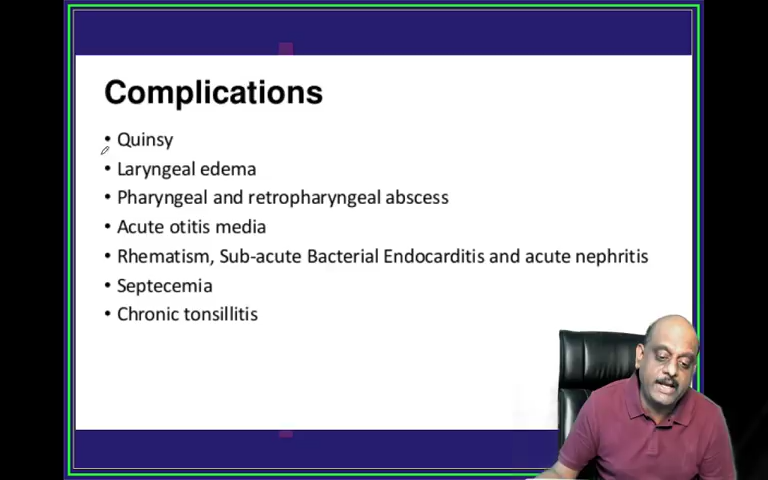 Complications
• Quinsy
• Laryngeal edema
• Pharyngeal and retropharyngeal abscess
• Acute otitis media
• Rhematism, Sub-acute Bacterial Endocarditis and acute nephritis
• Septecemia
• Chronic tonsillitis